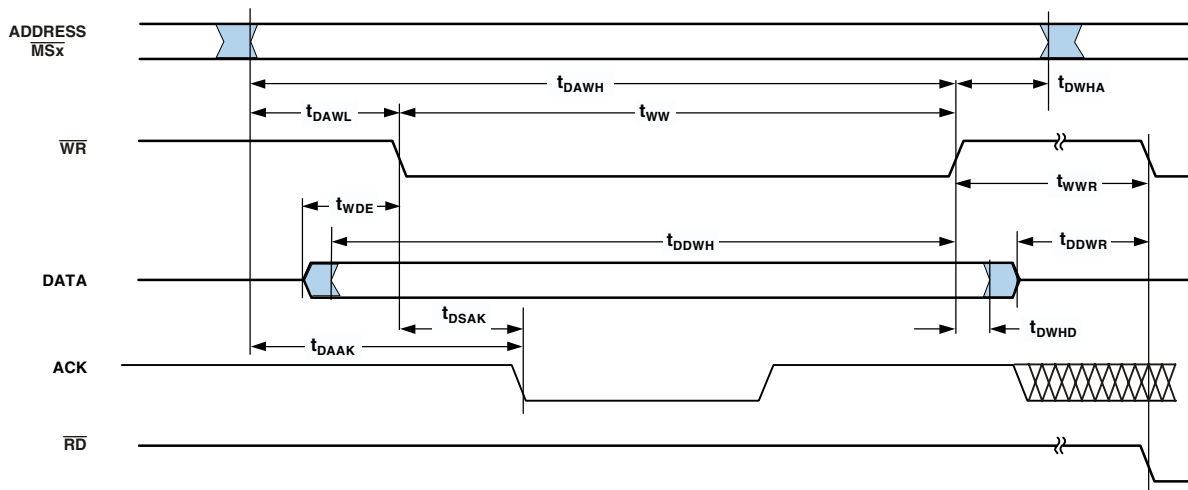 ADDRESS
MSx
tDAWH
tDWHA
tDAWL
tWW
WR
tWWR
tWDE
tDDWH
tDDWR
DATA
tDSAK
tDWHD
tDAAK
ACK
RD